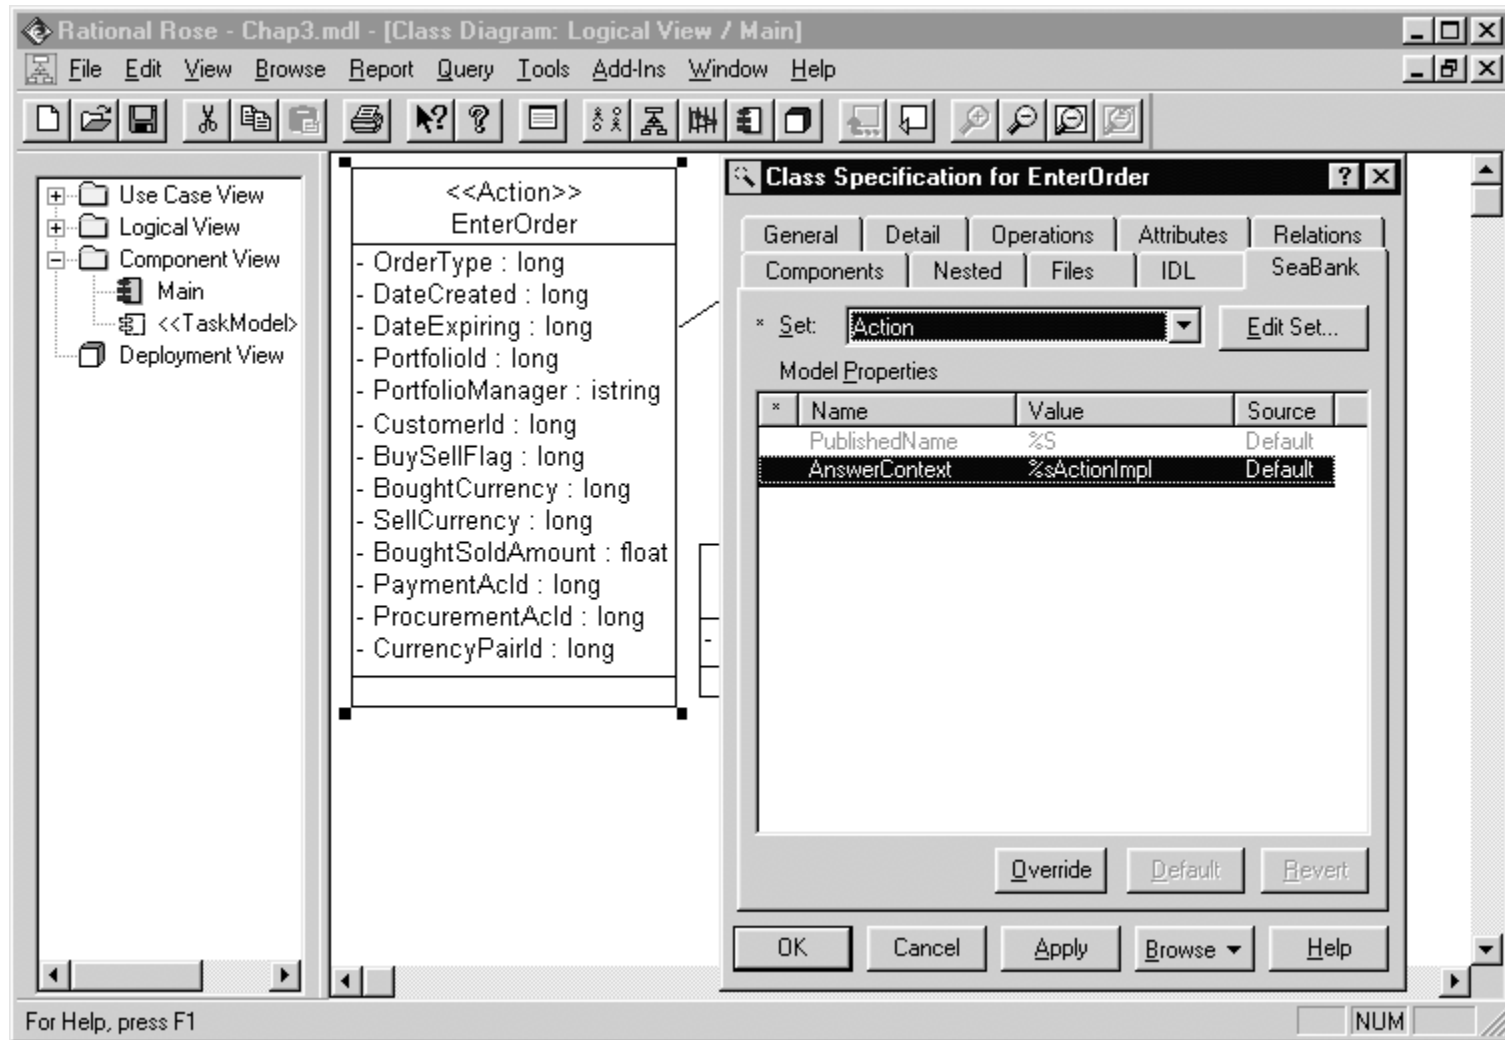 Rational Rose - Chap3.mdl - [Class Diagram: Logical View / Main]
File Edit View Browse Report Query Tools Add-Ins Window Help
Use Case View
Logical View
Component View
Main
<<TaskModel>
Deployment View
<<Action>>
EnterOrder
- OrderType : long
- DateCreated : long
- DateExpiring : long
- PortfolioId : long
- PortfolioManager : istring
- CustomerId : long
- BuySellFlag : long
- BoughtCurrency : long
- SellCurrency : long
- BoughtSoldAmount : float
- PaymentAcId : long
- ProcurementAcId : long
- CurrencyPairId : long
-
Class Specification for EnterOrder
General Detail Operations Attributes Relations
Components Nested Files IDL SeaBank
* Set: Action Edit Set...
Model Properties
* Name Value Source
PublishedName %S Default
AnswerContext %sActionImpl Default
Override Default Revert
OK Cancel Apply Browse Help
For Help, press F1
NUM